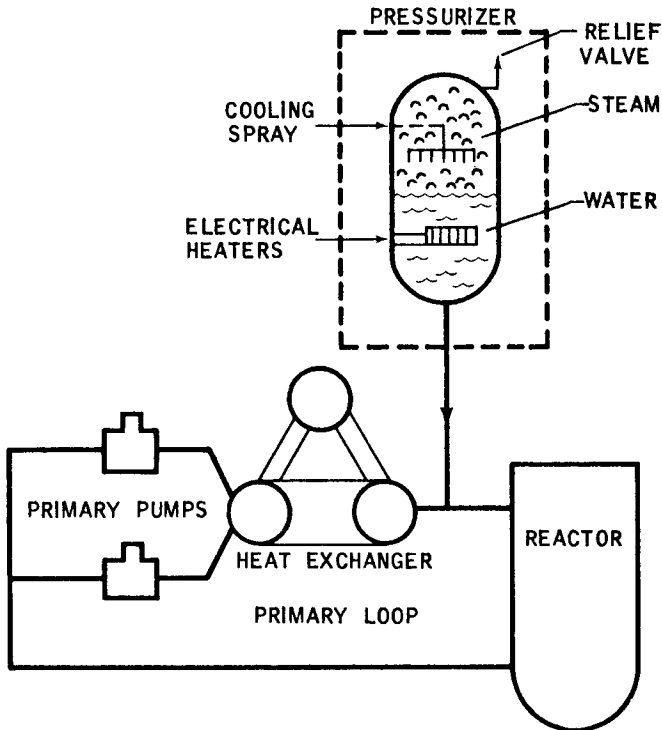 PRESSURIZER
RELIEF
VALVE
COOLING
SPRAY
STEAM
WATER
ELECTRICAL
HEATERS
PRIMARY PUMPS
HEAT EXCHANGER
REACTOR
PRIMARY LOOP